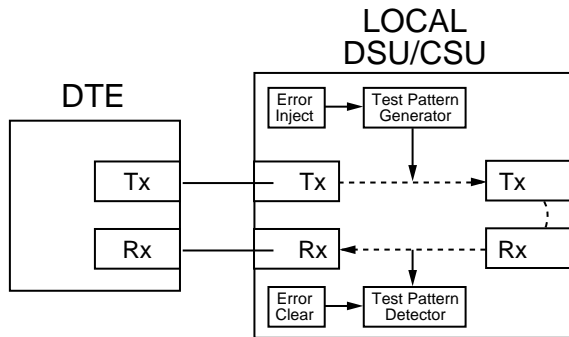 LOCAL
DSU/CSU
DTE
Error
Inject
Test Pattern
Generator
Tx
Tx
Tx
Rx
Rx
Rx
Error
Clear
Test Pattern
Detector